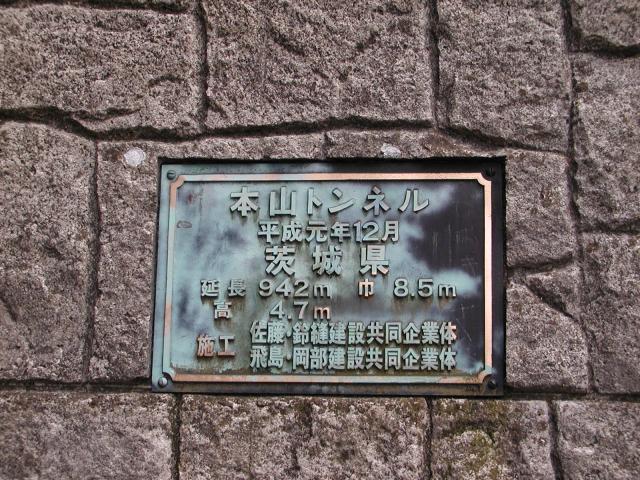 本山トンネル
平成元年12月
茨城県
延長 942m 巾 8.5m
高 4.7m
施工 佐藤・鈴縫建設共同企業体
飛島・岡部建設共同企業体